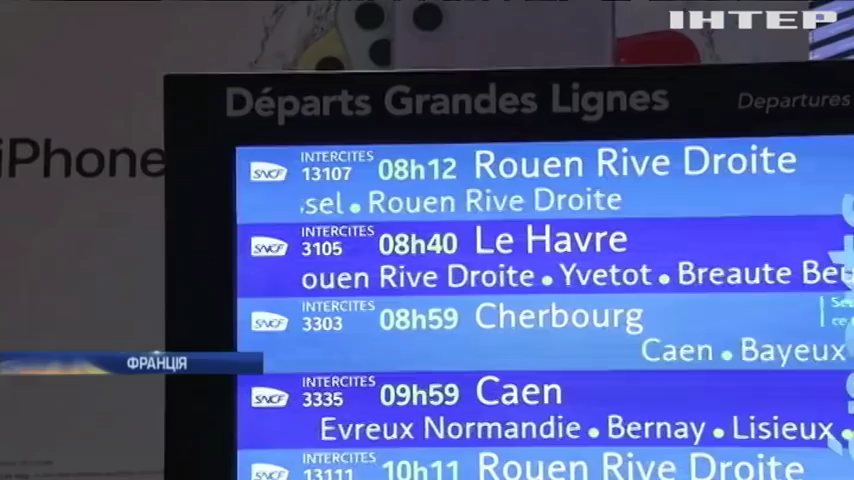 ІНТЕР
Départs Grandes Lignes Departures
iPhone
SNCF INTERCITES 13107 08h12 Rouen Rive Droite
sel • Rouen Rive Droite
SNCF INTERCITES 3105 08h40 Le Havre
ouen Rive Droite • Yvetot • Breaute Beu
SNCF INTERCITES 3303 08h59 Cherbourg
Caen • Bayeux
ФРАНЦІЯ
SNCF INTERCITES 3335 09h59 Caen
Evreux Normandie • Bernay • Lisieux •
SNCF INTERCITES 13111 10h11 Rouen Rive Droite